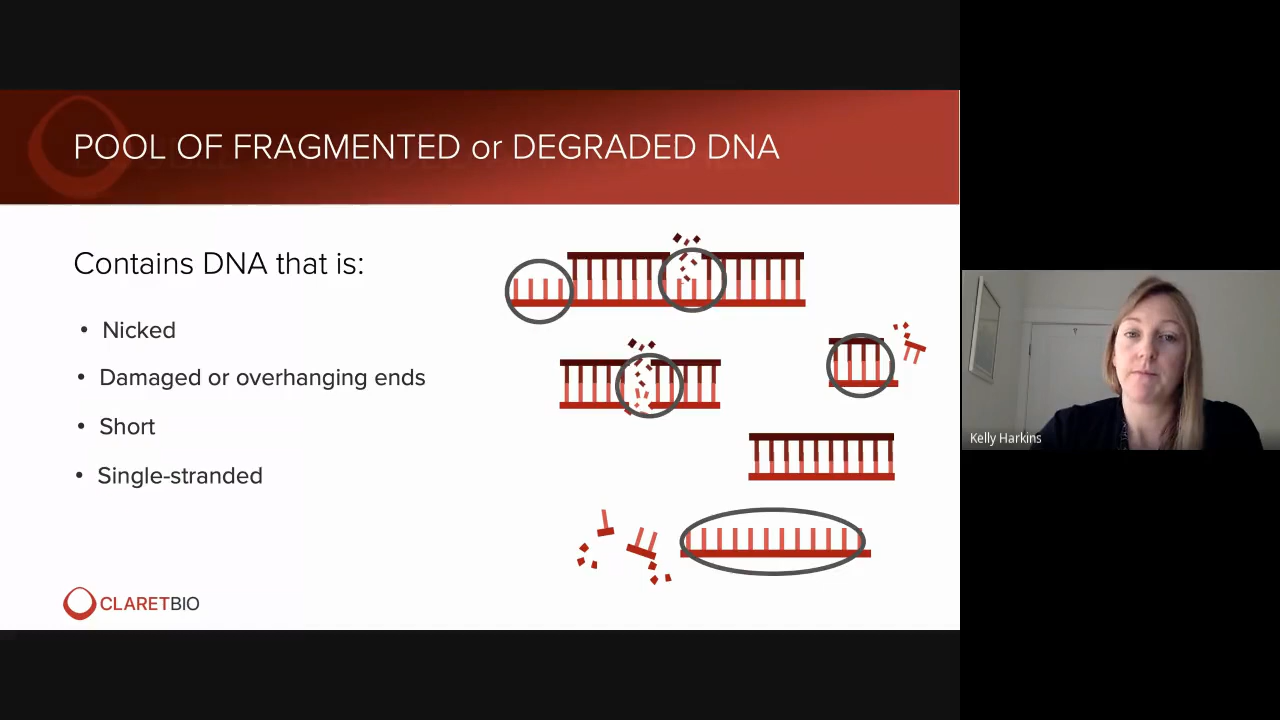 POOL OF FRAGMENTED or DEGRADED DNA
Contains DNA that is:
• Nicked
• Damaged or overhanging ends
• Short
• Single-stranded
CLARETBIO
Kelly Harkins